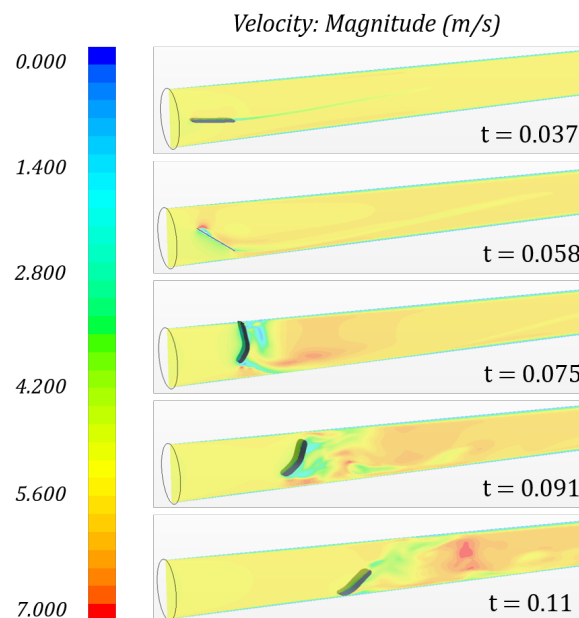 Velocity: Magnitude (m/s)
0.000
1.400
2.800
4.200
5.600
7.000
t = 0.037
t = 0.058
t = 0.075
t = 0.091
t = 0.11